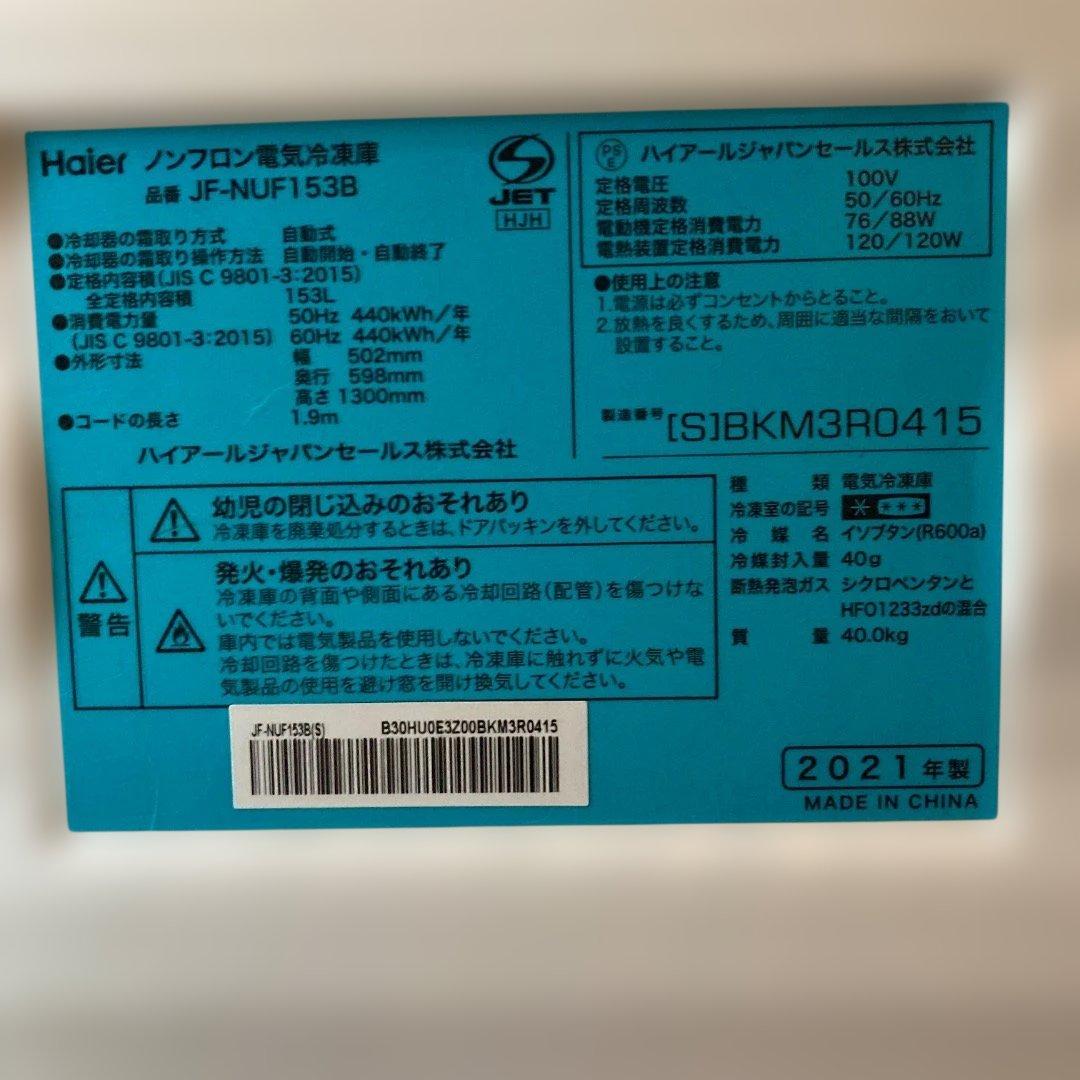 Haier ノンフロン電気冷凍庫
品番 JF-NUF153B
JET
HJH
●冷却器の霜取り方式 自動式
●冷却器の霜取り操作方法 自動開始・自動終了
●定格内容積(JIS C 9801-3:2015)
全定格内容積 153L
●消費電力量 50Hz 440kWh/年
(JIS C 9801-3:2015) 60Hz 440kWh/年
●外形寸法 幅 502mm
奥行 598mm
高さ 1300mm
●コードの長さ 1.9m
ハイアールジャパンセールス株式会社
PSE ハイアールジャパンセールス株式会社
定格電圧 100V
定格周波数 50/60Hz
電動機定格消費電力 76/88W
電熱装置定格消費電力 120/120W
●使用上の注意
1.電源は必ずコンセントからとること。
2.放熱を良くするため、周囲に適当な間隔をおいて
設置すること。
製造番号 [S]BKM3R0415
警告
幼児の閉じ込みのおそれあり
冷凍庫を廃棄処分するときは、ドアパッキンを外してください。
発火・爆発のおそれあり
冷凍庫の背面や側面にある冷却回路(配管)を傷つけな
いでください。
庫内では電気製品を使用しないでください。
冷却回路を傷つけたときは、冷凍庫に触れずに火気や電
気製品の使用を避け窓を開け換気してください。
種類 電気冷凍庫
冷凍室の記号 * ***
冷媒名 イソブタン(R600a)
冷媒封入量 40g
断熱発泡ガス シクロペンタンと
HFO1233zdの混合
質量 40.0kg
JF-NUF153B(S) B30HU0E3Z00BKM3R0415
2021年製
MADE IN CHINA